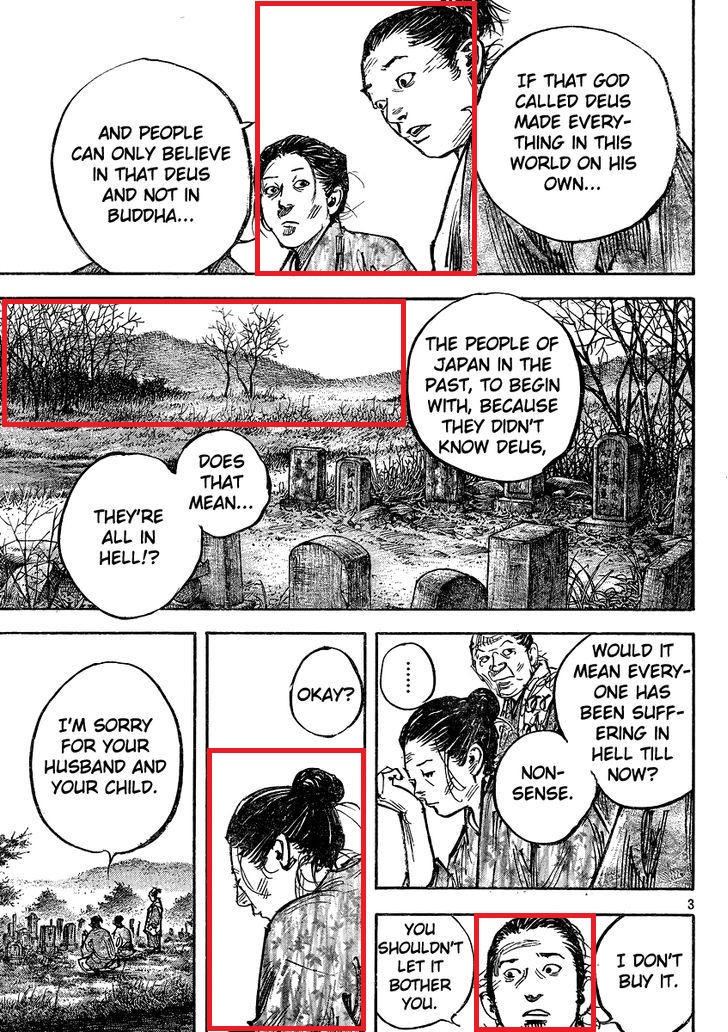 IF THAT GOD
CALLED DEUS
MADE EVERY-
THING IN THIS
WORLD ON HIS
OWN...
AND PEOPLE
CAN ONLY BELIEVE
IN THAT DEUS
AND NOT IN
BUDDHA...
THE PEOPLE OF
JAPAN IN THE
PAST, TO BEGIN
WITH, BECAUSE
THEY DIDN'T
KNOW DEUS,
DOES
THAT
MEAN...
THEY'RE
ALL IN
HELL!?
WOULD IT
MEAN EVERY-
ONE HAS
BEEN SUFF-
ERING IN
HELL TILL
NOW?
NON-
SENSE.
......
3
I DON'T
BUY IT.
YOU
SHOULDN'T
LET IT
BOTHER
YOU.
OKAY?
I'M SORRY
FOR YOUR
HUSBAND AND
YOUR CHILD.